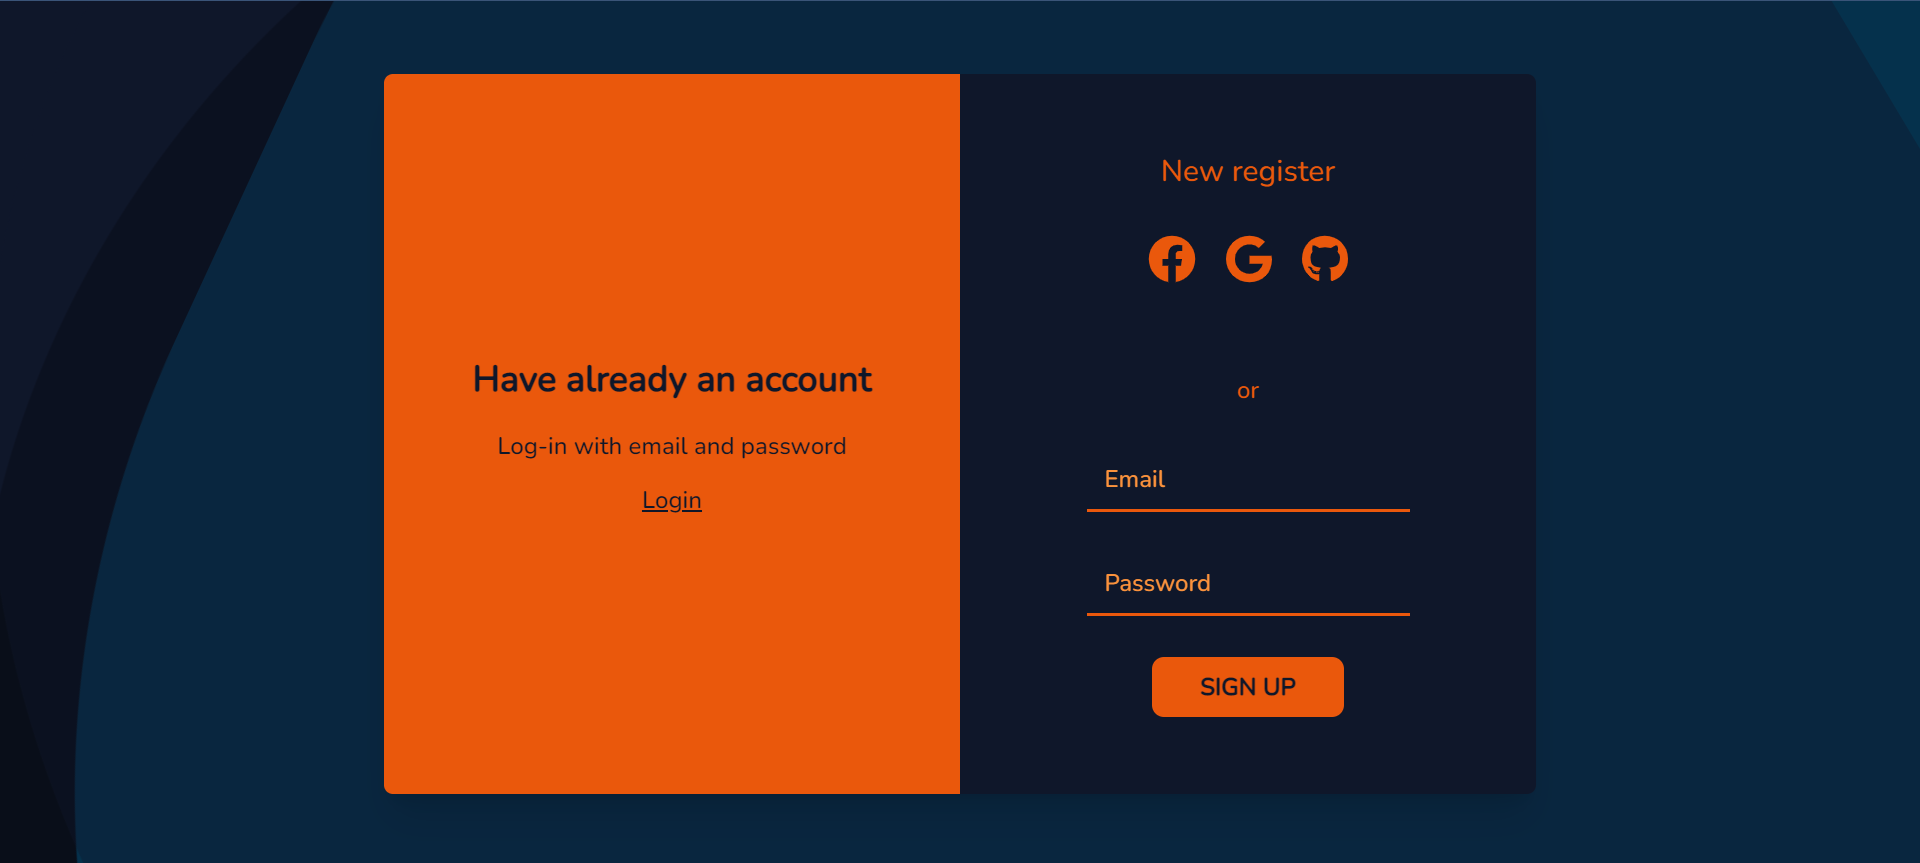 Have already an account
Log-in with email and password
Login
New register
or
Email
Password
SIGN UP